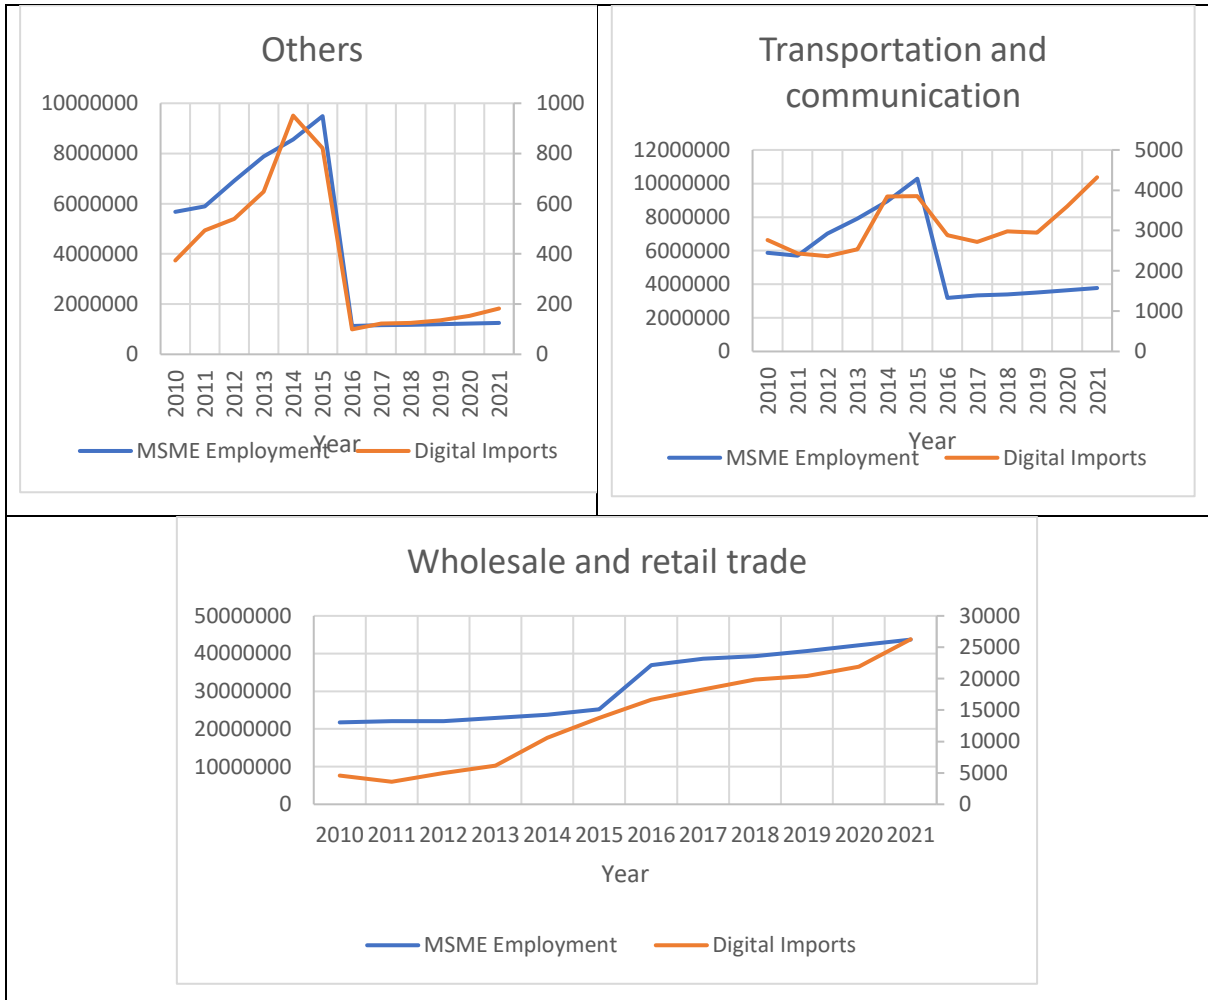 Others
10000000
8000000
6000000
4000000
2000000
0
1000
800
600
400
200
0
2010 2011 2012 2013 2014 2015 2016 2017 2018 2019 2020 2021
Year
MSME Employment Digital Imports
Transportation and
communication
12000000
10000000
8000000
6000000
4000000
2000000
0
5000
4000
3000
2000
1000
0
2010 2011 2012 2013 2014 2015 2016 2017 2018 2019 2020 2021
Year
MSME Employment Digital Imports
Wholesale and retail trade
50000000
40000000
30000000
20000000
10000000
0
30000
25000
20000
15000
10000
5000
0
2010 2011 2012 2013 2014 2015 2016 2017 2018 2019 2020 2021
Year
MSME Employment Digital Imports